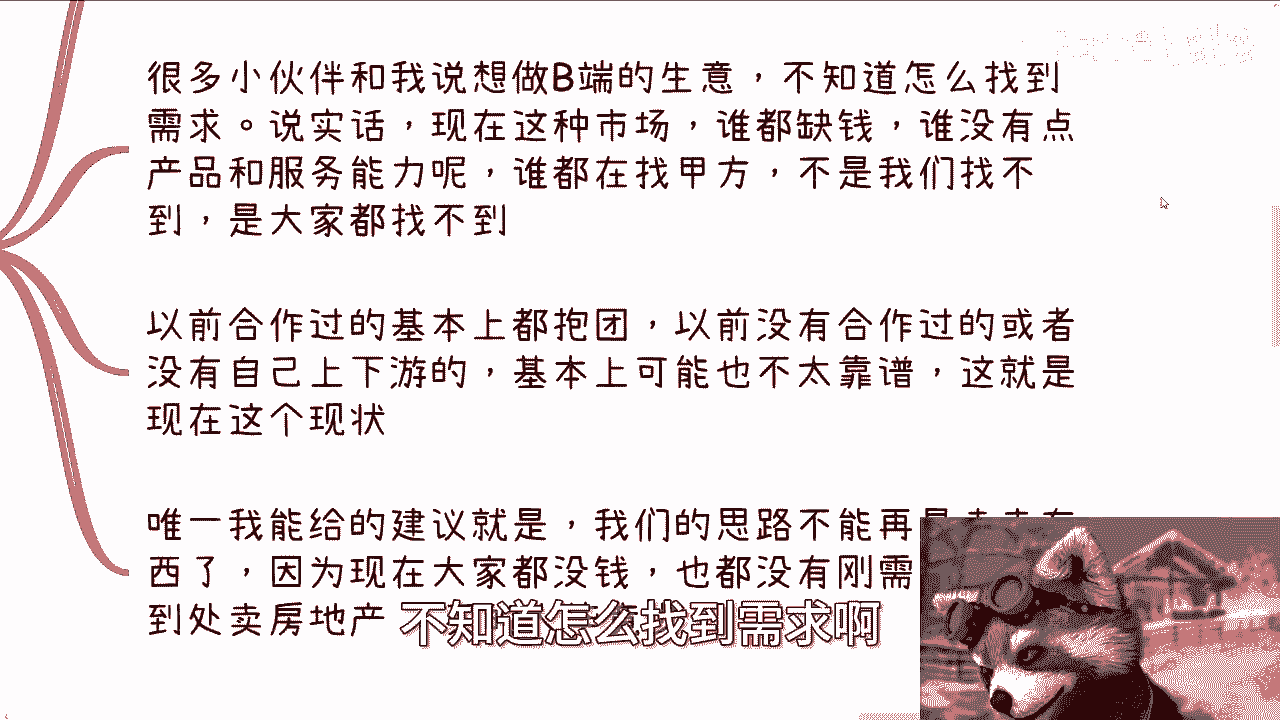 很多小伙伴和我说想做B端的生意，不知道怎么找到
需求。说实话，现在这种市场，谁都缺钱，谁没有点
产品和服务能力呢，谁都在找甲方，不是我们找不
到，是大家都找不到
以前合作过的基本上都抱团，以前没有合作过的或者
没有自己上下游的，基本上可能也不太靠谱，这就是
现在这个现状
唯一我能给的建议就是，我们的思路不能再
西了，因为现在大家都没钱，也都没有刚需
到处卖房地产
不知道怎么找到需求啊